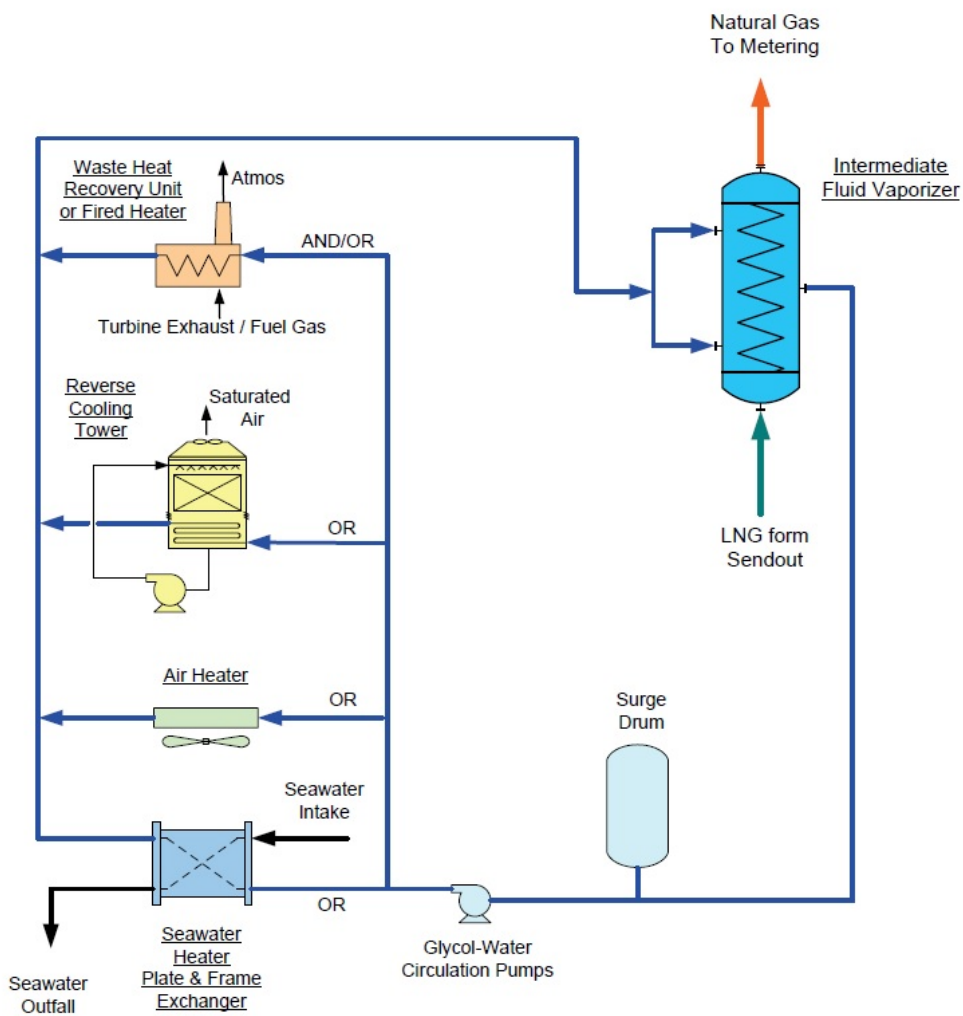 Natural Gas
To Metering
Waste Heat
Recovery Unit
or Fired Heater
Atmos
Intermediate
Fluid Vaporizer
AND/OR
Turbine Exhaust / Fuel Gas
Reverse
Cooling
Tower
Saturated
Air
OR
LNG form
Sendout
Air Heater
OR
Surge
Drum
Seawater
Intake
OR
Glycol-Water
Circulation Pumps
Seawater
Heater
Plate & Frame
Exchanger
Seawater
Outfall